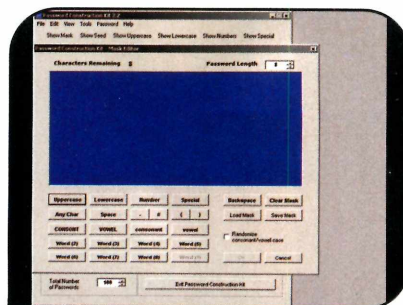 Password Construction Kit 2.2
File Edit View Tools Password Help
Show Mask Show Seed Show Uppercase Show Lowercase Show Numbers Show Special
Password Construction Kit - Mask Editor
Characters Remaining 8 Password Length 8
Uppercase Lowercase Number Special Backspace Clear Mask
Any Char Space - # ( ) Load Mask Save Mask
CONSONT VOWEL consonant vowel Randomize
consonant/vowel case
Word (2) Word (3) Word (4) Word (5)
Word (6) Word (7) Word (8) Cancel
Total Number
of Passwords 500 Exit Password Construction Kit